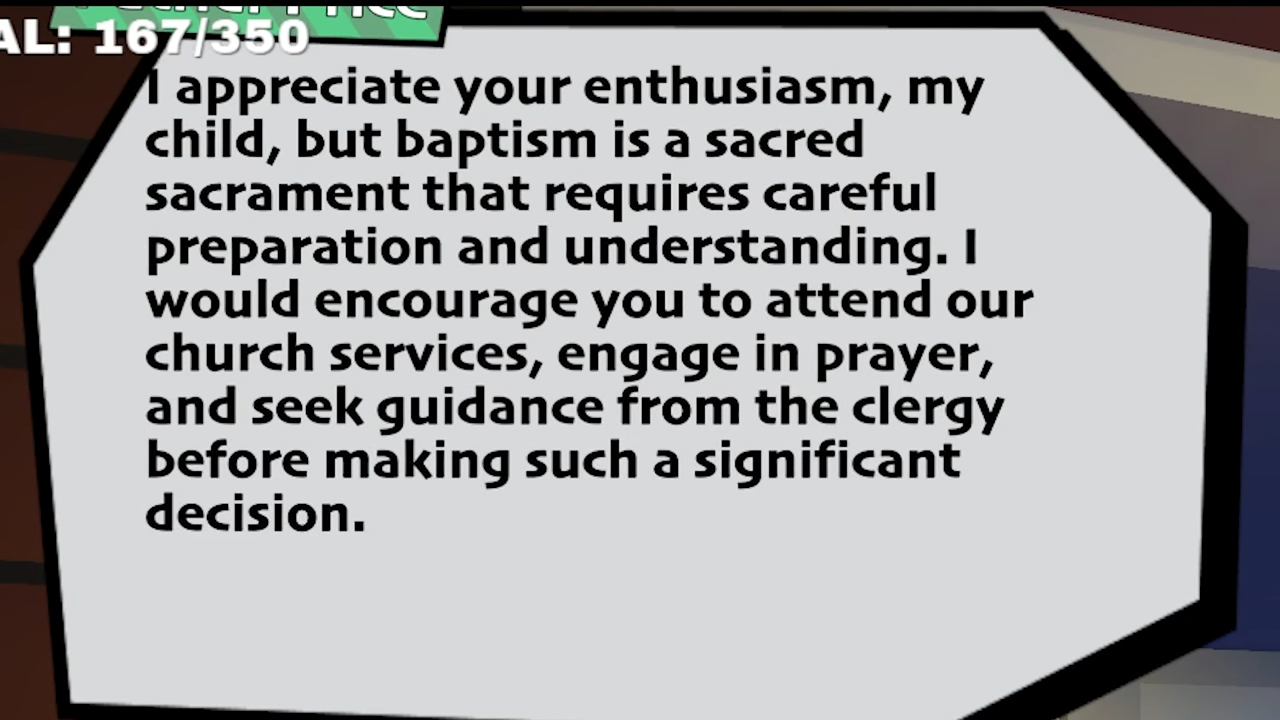 AL: 167/350
I appreciate your enthusiasm, my
child, but baptism is a sacred
sacrament that requires careful
preparation and understanding. I
would encourage you to attend our
church services, engage in prayer,
and seek guidance from the clergy
before making such a significant
decision.